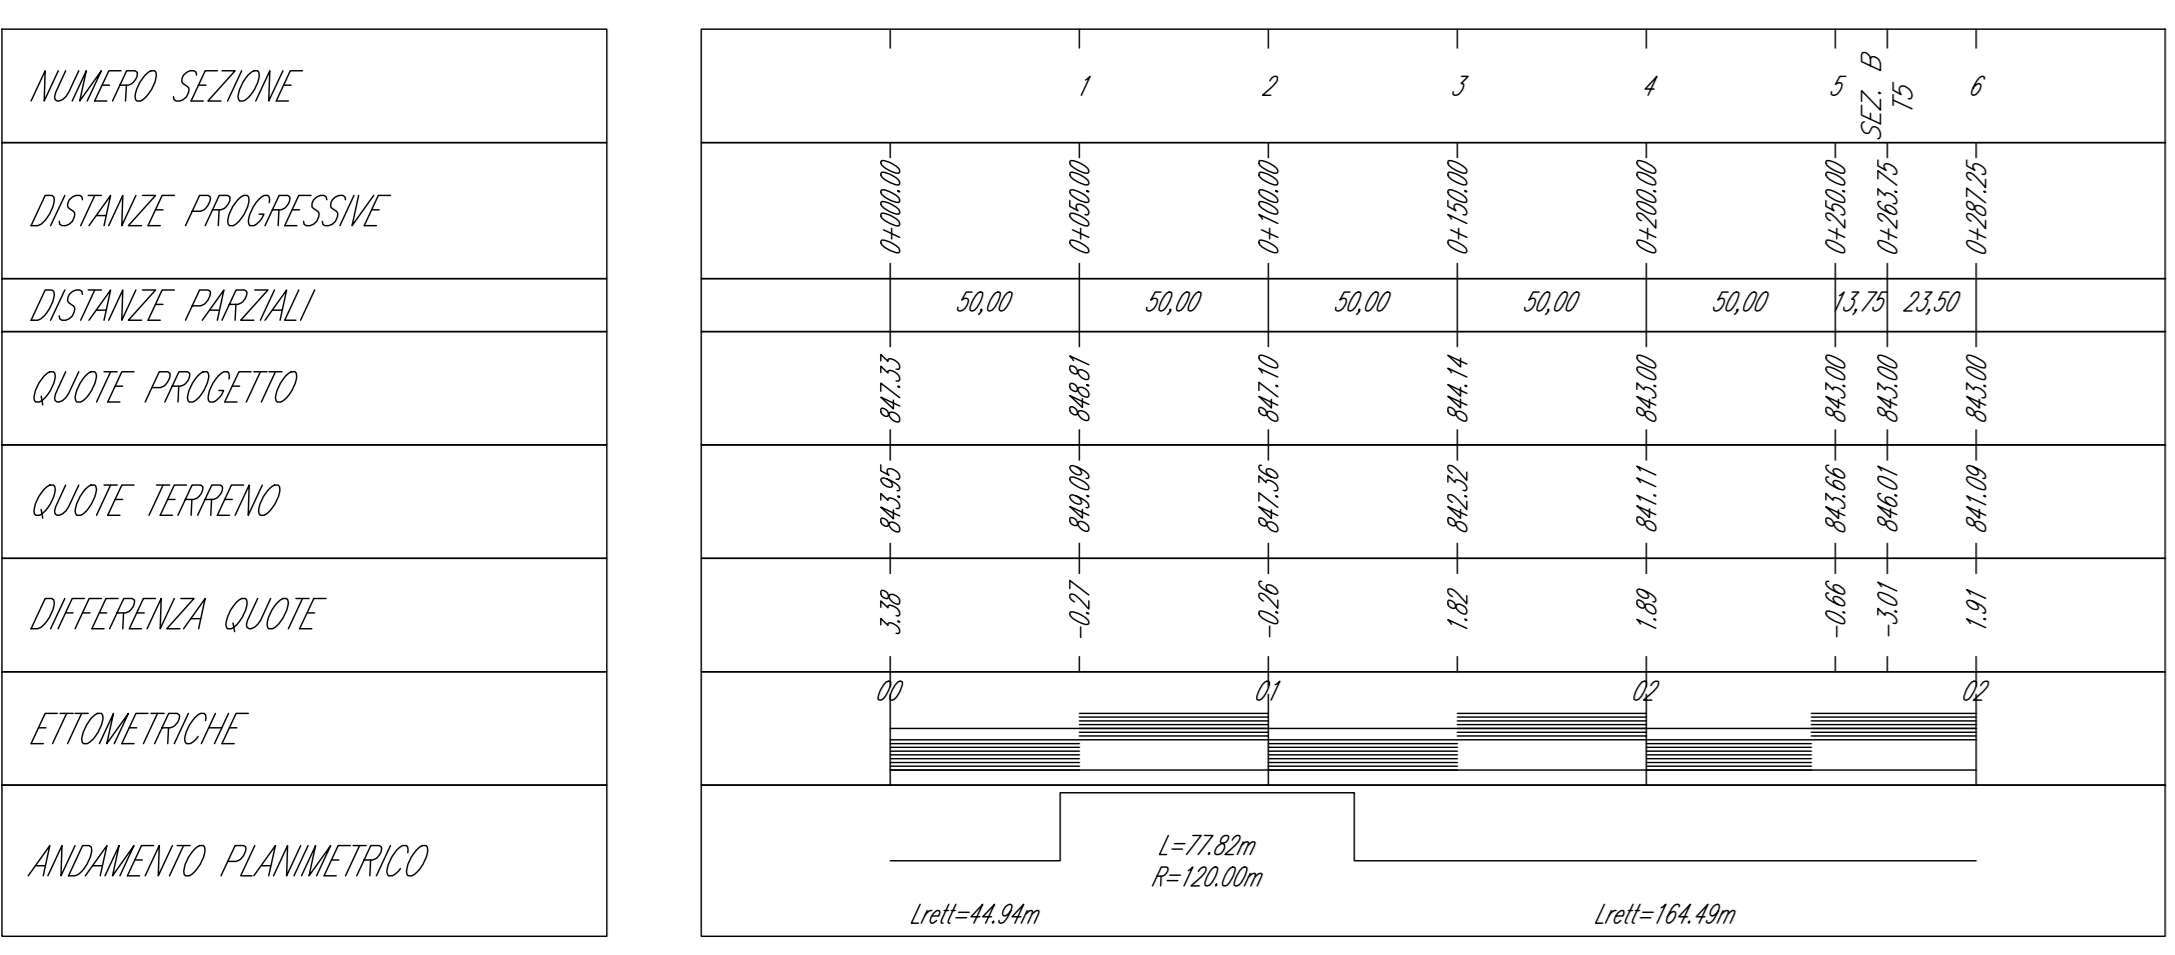 NUMERO SEZIONE
1 2 3 4 5 SEZ. B T5 6
DISTANZE PROGRESSIVE
0+000.00 0+050.00 0+100.00 0+150.00 0+200.00 0+250.00 0+263.75 0+287.25
DISTANZE PARZIALI
50,00 50,00 50,00 50,00 50,00 13,75 23,50
QUOTE PROGETTO
847.33 848.81 847.10 844.14 843.00 843.00 843.00 843.00
QUOTE TERRENO
843.95 849.09 847.36 842.32 841.11 843.66 846.01 841.09
DIFFERENZA QUOTE
3.38 -0.27 -0.26 1.82 1.89 -0.66 -3.01 1.91
ETTOMETRICHE
00 01 02 02
ANDAMENTO PLANIMETRICO
L=77.82m
R=120.00m
Lrett=44.94m Lrett=164.49m